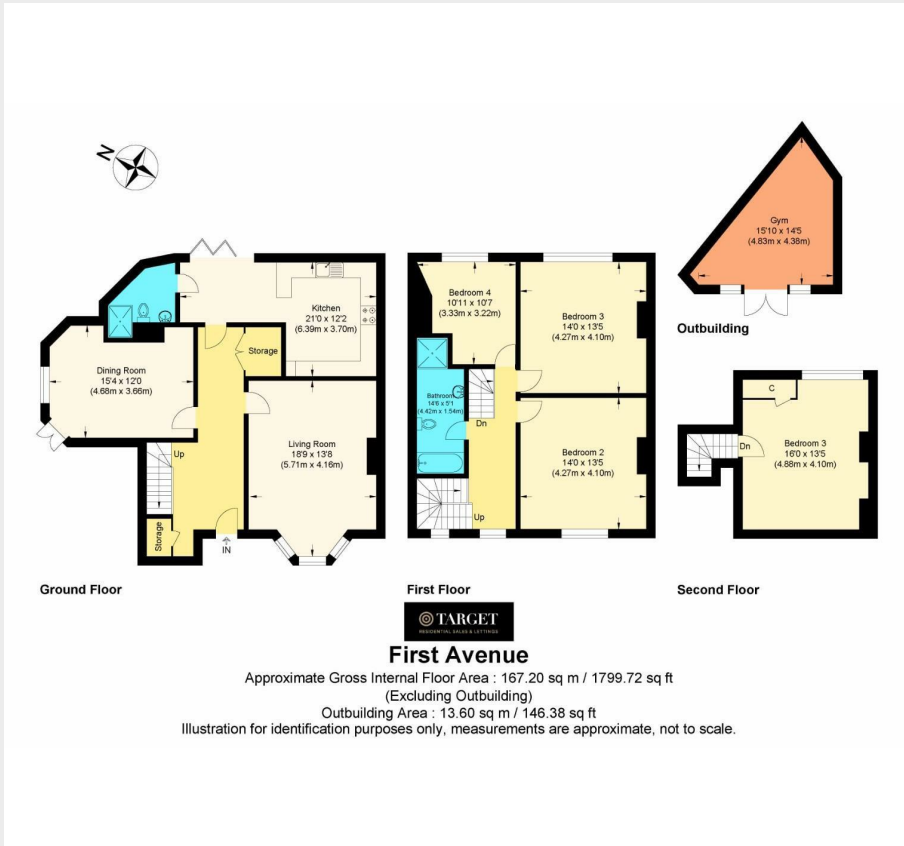 N
Kitchen
21'0 x 12'2
(6.39m x 3.70m)
Storage
Dining Room
15'4 x 12'0
(4.68m x 3.66m)
Living Room
18'9 x 13'8
(5.71m x 4.16m)
Up
Storage
IN
Ground Floor
Bedroom 4
10'11 x 10'7
(3.33m x 3.22m)
Bedroom 3
14'0 x 13'5
(4.27m x 4.10m)
Bathroom
14'6 x 5'1
(4.42m x 1.54m)
Dn
Bedroom 2
14'0 x 13'5
(4.27m x 4.10m)
Up
First Floor
Gym
15'10 x 14'5
(4.83m x 4.38m)
Outbuilding
C
Dn
Bedroom 3
16'0 x 13'5
(4.88m x 4.10m)
Second Floor
TARGET
RESIDENTIAL SALES & LETTINGS
First Avenue
Approximate Gross Internal Floor Area : 167.20 sq m / 1799.72 sq ft
(Excluding Outbuilding)
Outbuilding Area : 13.60 sq m / 146.38 sq ft
Illustration for identification purposes only, measurements are approximate, not to scale.